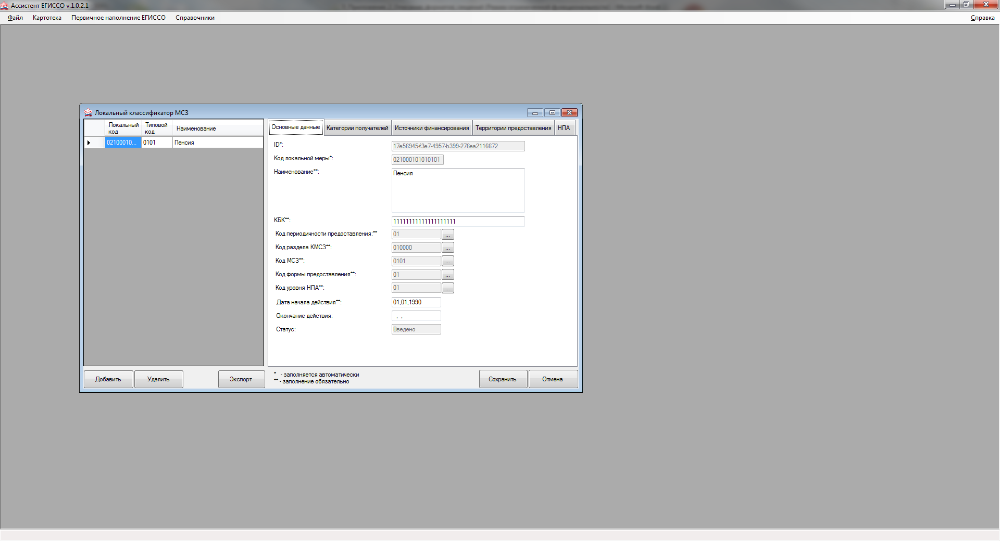 Ассистент ЕГИССО v.1.0.2.1
Файл Картотека Первичное наполнение ЕГИССО Справочники Справка
Локальный классификатор МСЗ
Локальный код Типовой код Наименование
02100010... 0101 Пенсия
Основные данные Категории получателей Источники финансирования Территории предоставления НПА
ID*: 17e56945-f3e7-4957-b399-276ea2116672
Код локальной меры*: 021000101010101
Наименование**: Пенсия
КБК**: 11111111111111111111
Код периодичности предоставления:** 01 ...
Код раздела КМСЗ**: 010000 ...
Код МСЗ**: 0101 ...
Код формы предоставления**: 01 ...
Код уровня НПА**: 01 ...
Дата начала действия**: 01,01,1990
Окончание действия: , ,
Статус: Введено
Добавить Удалить Экспорт
* - заполняется автоматически
** - заполнение обязательно
Сохранить Отмена